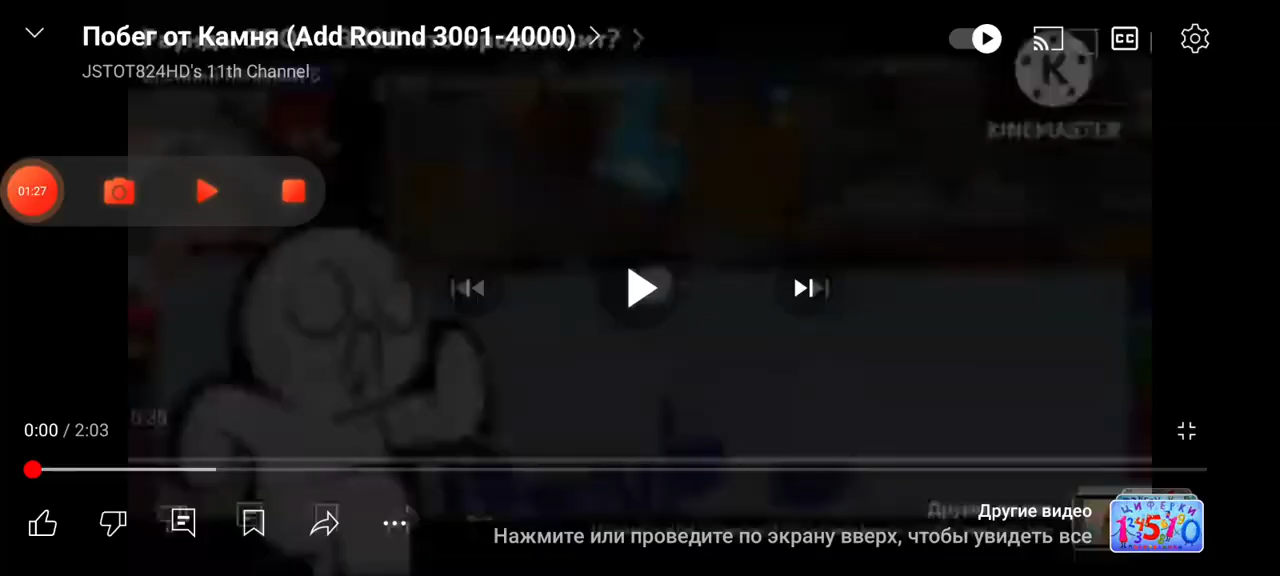 Побег от Камня (Add Round 3001-4000)
JSTOT824HD's 11th Channel
CC
K
KINEMASTER
01:27
0:00 / 2:03
Другие видео
Нажмите или проведите по экрану вверх, чтобы увидеть все
ЦИФЕРКИ